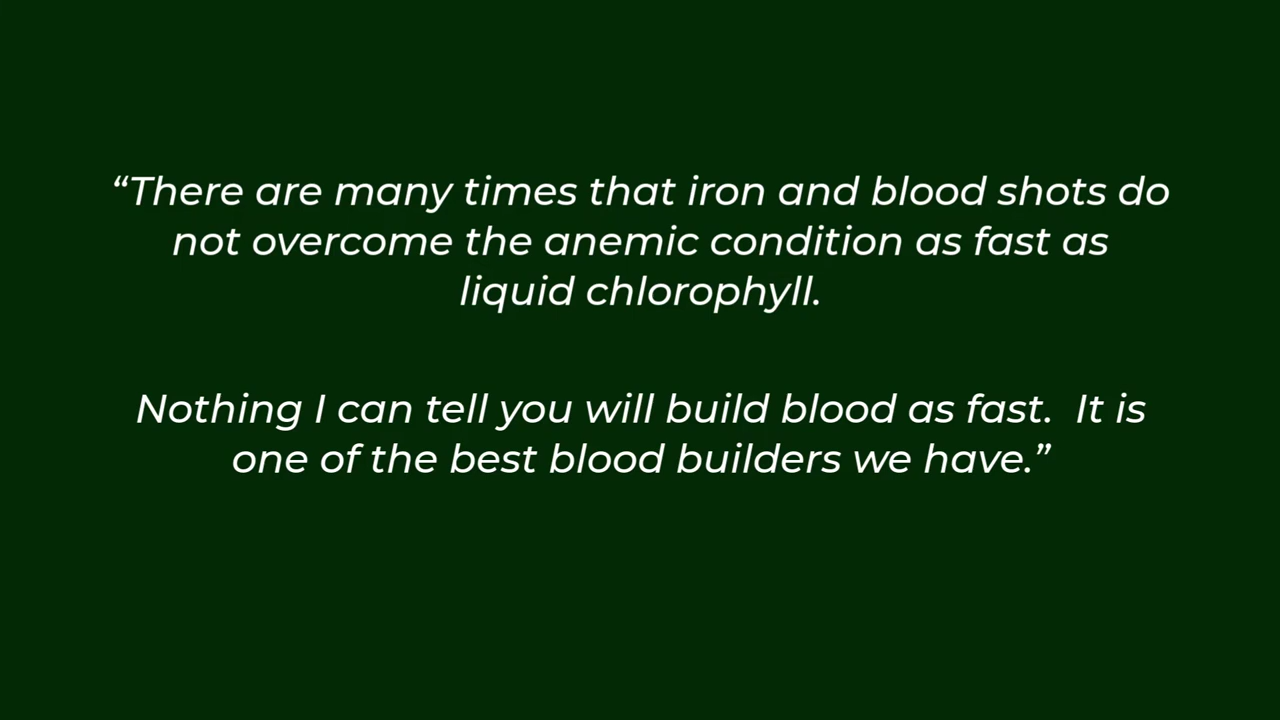 “There are many times that iron and blood shots do
not overcome the anemic condition as fast as
liquid chlorophyll.
Nothing I can tell you will build blood as fast.  It is
one of the best blood builders we have.”